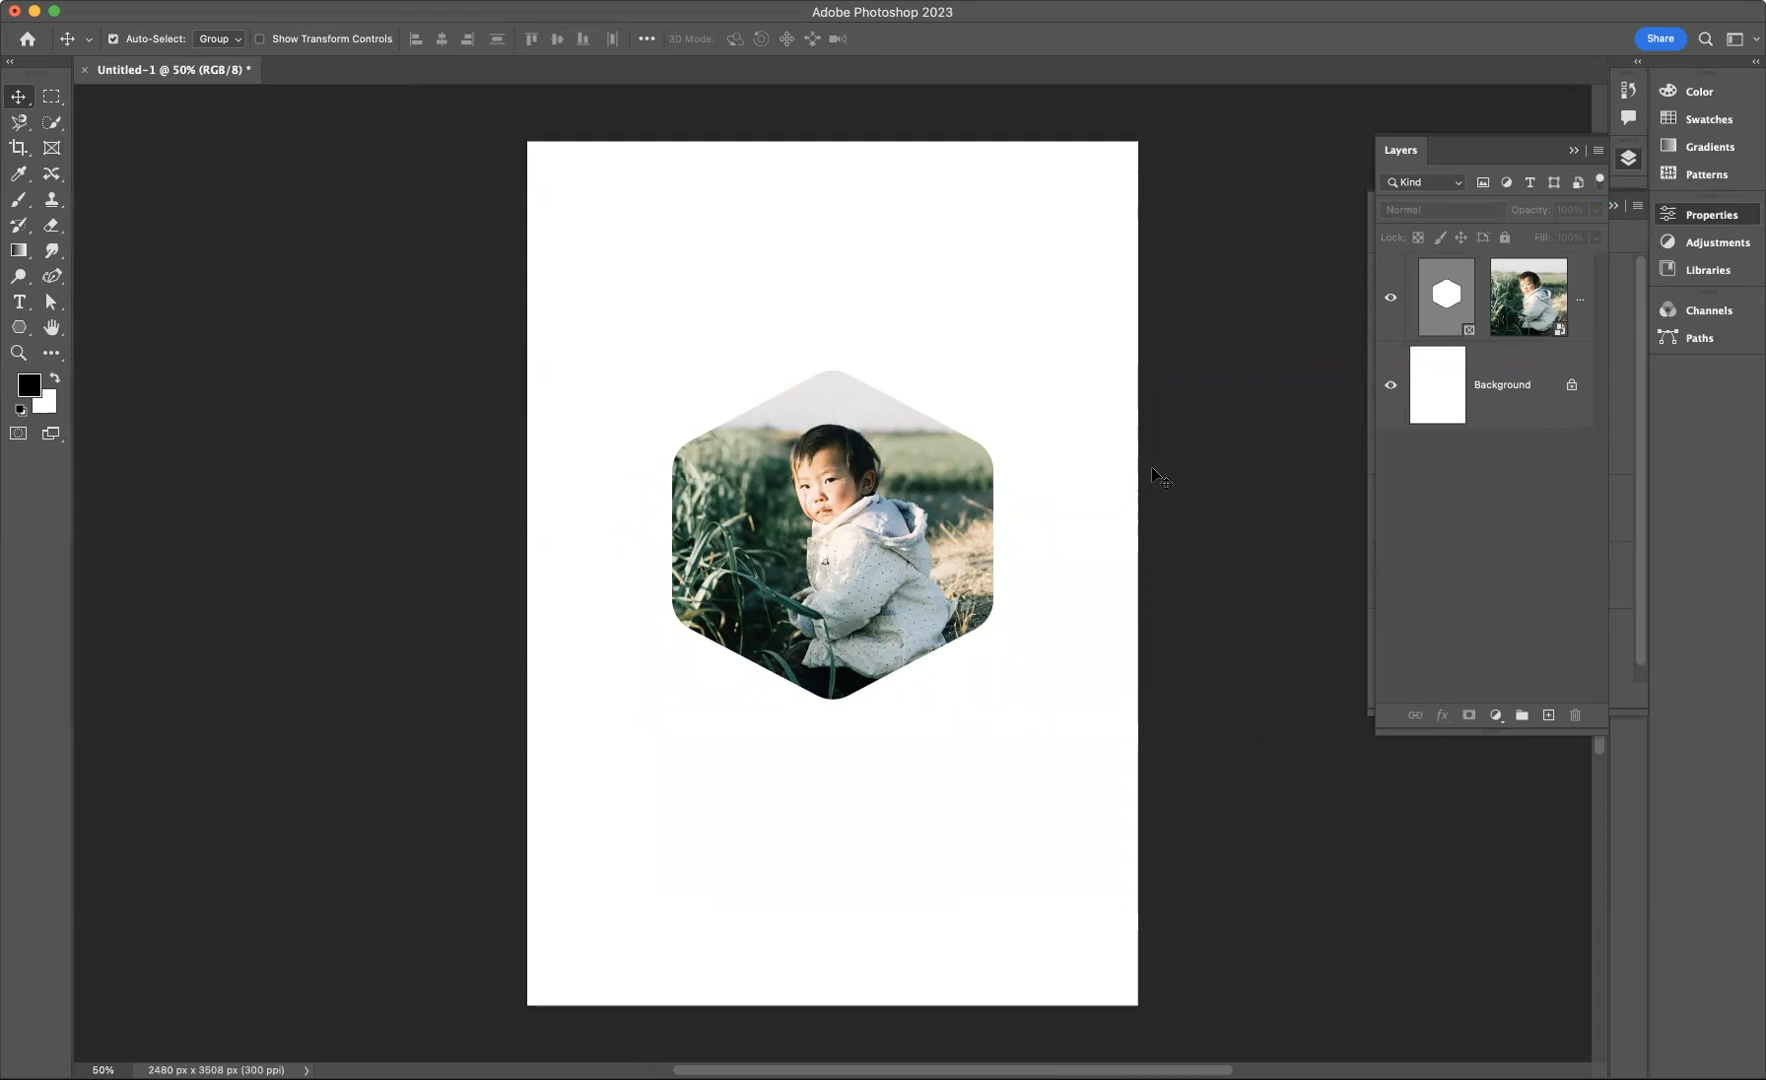 Adobe Photoshop 2023
Auto-Select: Group Show Transform Controls 3D Mode: Share
Untitled-1 @ 50% (RGB/8) *
Color
Swatches
Gradients
Patterns
Properties
Adjustments
Libraries
Channels
Paths
Layers
Kind
Normal Opacity: 100%
Lock: Fill: 100%
...
Background
fx
50% 2480 px x 3508 px (300 ppi)